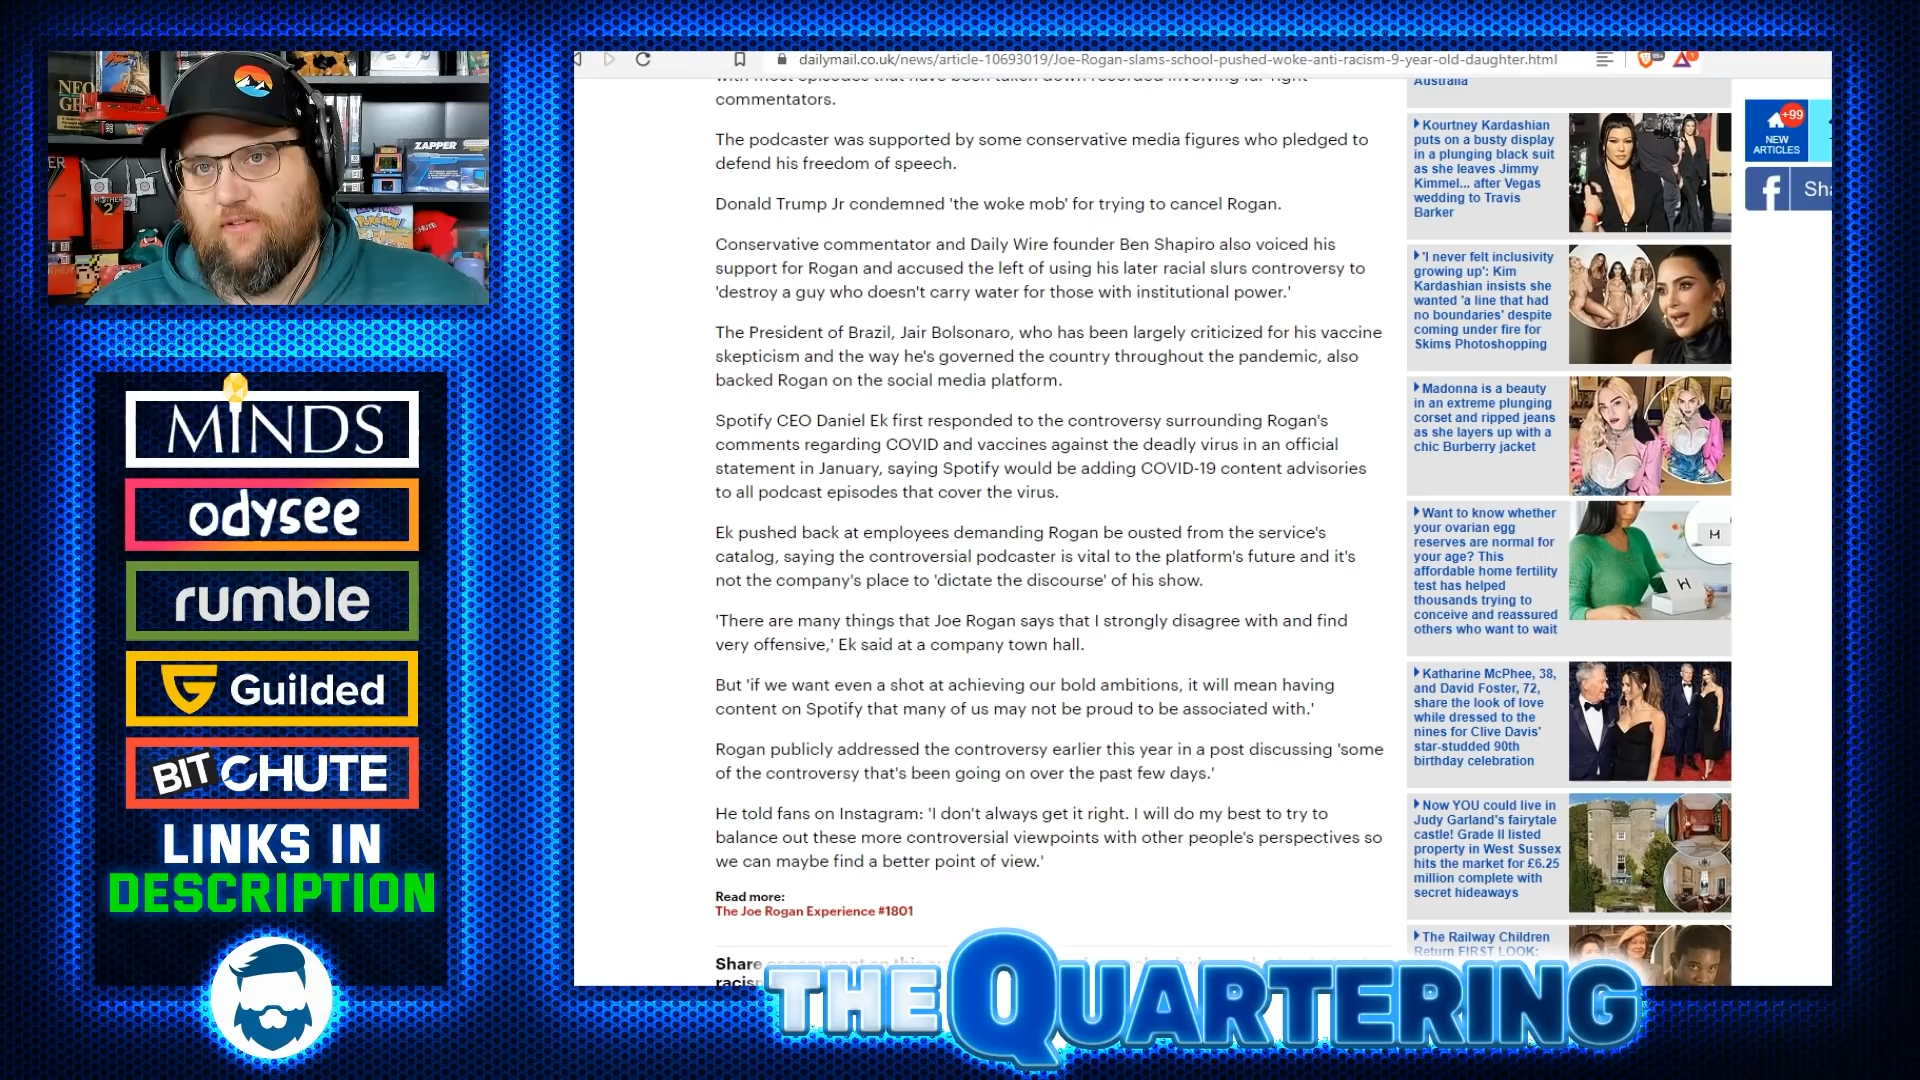 NEO
GE
MOTHER
2
ZAPPER
Pokémon
MINDS
odysee
rumble
Guilded
BITCHUTE
LINKS IN
DESCRIPTION
dailymail.co.uk/news/article-10693019/Joe-Rogan-slams-school-pushed-woke-anti-racism-9-year-old-daughter.html
with most episodes that have been taken down recorded involving far-right
commentators.
The podcaster was supported by some conservative media figures who pledged to
defend his freedom of speech.
Donald Trump Jr condemned 'the woke mob' for trying to cancel Rogan.
Conservative commentator and Daily Wire founder Ben Shapiro also voiced his
support for Rogan and accused the left of using his later racial slurs controversy to
'destroy a guy who doesn't carry water for those with institutional power.'
The President of Brazil, Jair Bolsonaro, who has been largely criticized for his vaccine
skepticism and the way he's governed the country throughout the pandemic, also
backed Rogan on the social media platform.
Spotify CEO Daniel Ek first responded to the controversy surrounding Rogan's
comments regarding COVID and vaccines against the deadly virus in an official
statement in January, saying Spotify would be adding COVID-19 content advisories
to all podcast episodes that cover the virus.
Ek pushed back at employees demanding Rogan be ousted from the service's
catalog, saying the controversial podcaster is vital to the platform's future and it's
not the company's place to 'dictate the discourse' of his show.
'There are many things that Joe Rogan says that I strongly disagree with and find
very offensive,' Ek said at a company town hall.
But 'if we want even a shot at achieving our bold ambitions, it will mean having
content on Spotify that many of us may not be proud to be associated with.'
Rogan publicly addressed the controversy earlier this year in a post discussing 'some
of the controversy that's been going on over the past few days.'
He told fans on Instagram: 'I don't always get it right. I will do my best to try to
balance out these more controversial viewpoints with other people's perspectives so
we can maybe find a better point of view.'
Read more:
The Joe Rogan Experience #1801
Share
Australia
Kourtney Kardashian
puts on a busty display
in a plunging black suit
as she leaves Jimmy
Kimmel... after Vegas
wedding to Travis
Barker
'I never felt inclusivity
growing up': Kim
Kardashian insists she
wanted 'a line that had
no boundaries' despite
coming under fire for
Skims Photoshopping
Madonna is a beauty
in an extreme plunging
corset and ripped jeans
as she layers up with a
chic Burberry jacket
Want to know whether
your ovarian egg
reserves are normal for
your age? This
affordable home fertility
test has helped
thousands trying to
conceive and reassured
others who want to wait
Katharine McPhee, 38,
and David Foster, 72,
share the look of love
while dressed to the
nines for Clive Davis'
star-studded 90th
birthday celebration
Now YOU could live in
Judy Garland's fairytale
castle! Grade II listed
property in West Sussex
hits the market for £6.25
million complete with
secret hideaways
The Railway Children
Return FIRST LOOK:
+99
NEW
ARTICLES
f Sha
THE QUARTERING